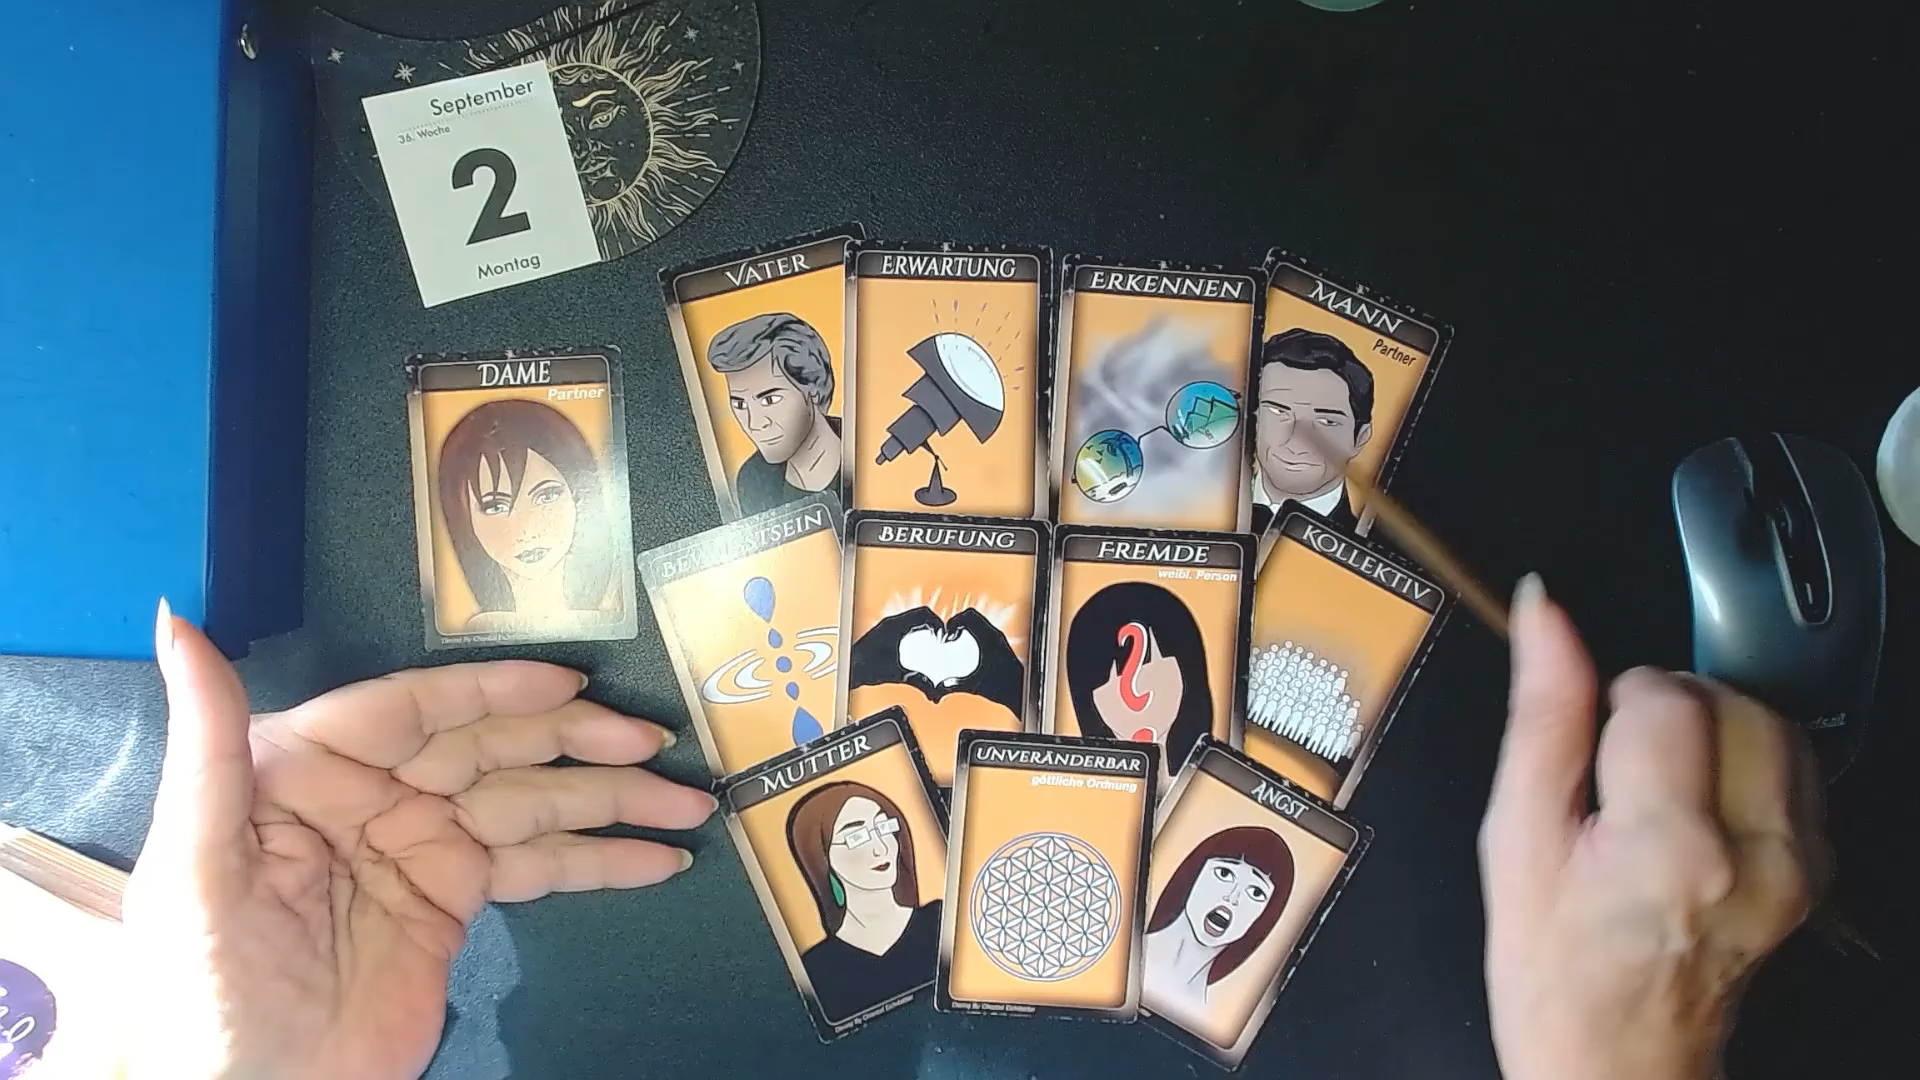 September
36. Woche
2
Montag
DAME
Partner
VATER
ERWARTUNG
ERKENNEN
MANN
Partner
BEWUSSTSEIN
BERUFUNG
FREMDE
weibl. Person
KOLLEKTIV
MUTTER
UNVERÄNDERBAR
göttliche Ordnung
ANGST